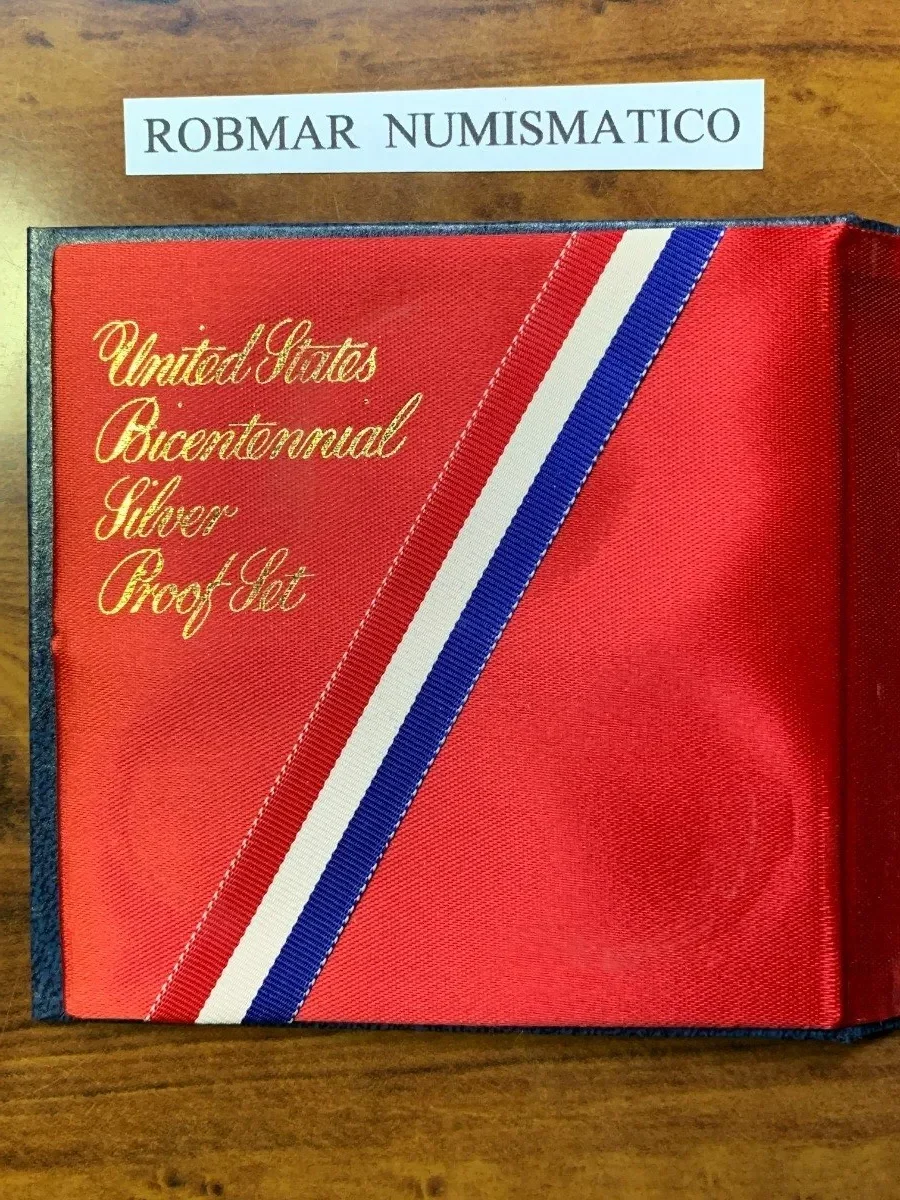 ROBMAR NUMISMATICO
United States
Bicentennial
Silver
Proof Set